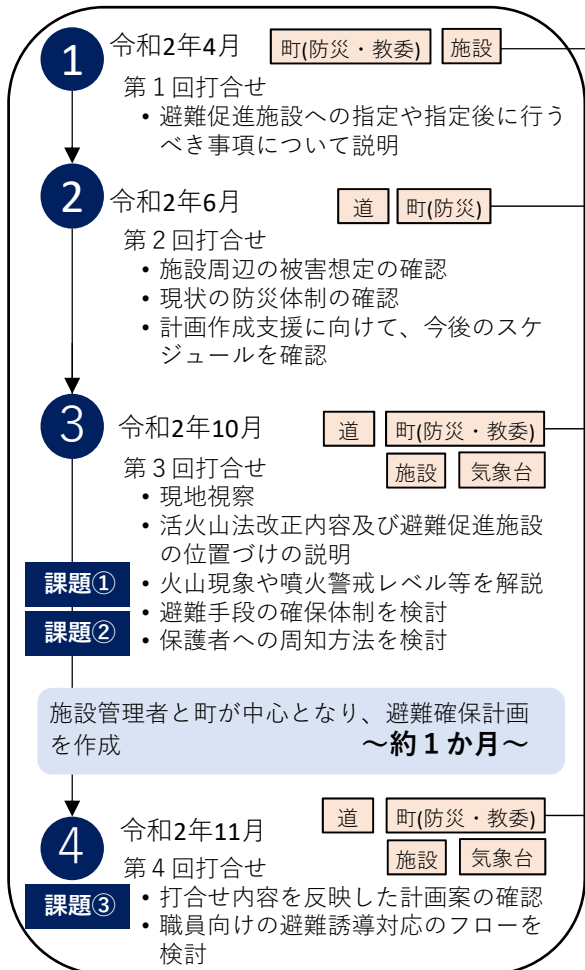 1
令和2年4月
町(防災・教委) 施設
第1回打合せ
• 避難促進施設への指定や指定後に行う
べき事項について説明
2
令和2年6月
道 町(防災)
第2回打合せ
• 施設周辺の被害想定の確認
• 現状の防災体制の確認
• 計画作成支援に向けて、今後のスケ
ジュールを確認
3
令和2年10月
道 町(防災・教委)
施設 気象台
第3回打合せ
• 現地視察
• 活火山法改正内容及び避難促進施設
の位置づけの説明
課題① • 火山現象や噴火警戒レベル等を解説
• 避難手段の確保体制を検討
課題② • 保護者への周知方法を検討
施設管理者と町が中心となり、避難確保計画
を作成 ～約１か月～
4
令和2年11月
道 町(防災・教委)
施設 気象台
第4回打合せ
課題③ • 打合せ内容を反映した計画案の確認
• 職員向けの避難誘導対応のフローを
検討